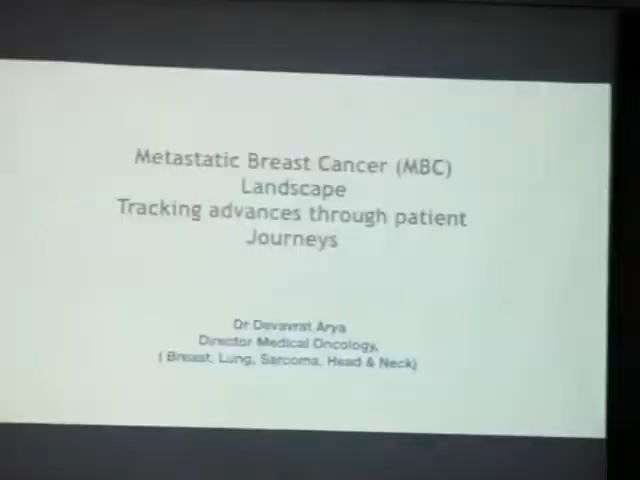 Metastatic Breast Cancer (MBC)
Landscape
Tracking advances through patient
Journeys
Dr Devavrat Arya
Director Medical Oncology,
( Breast, Lung, Sarcoma, Head & Neck)